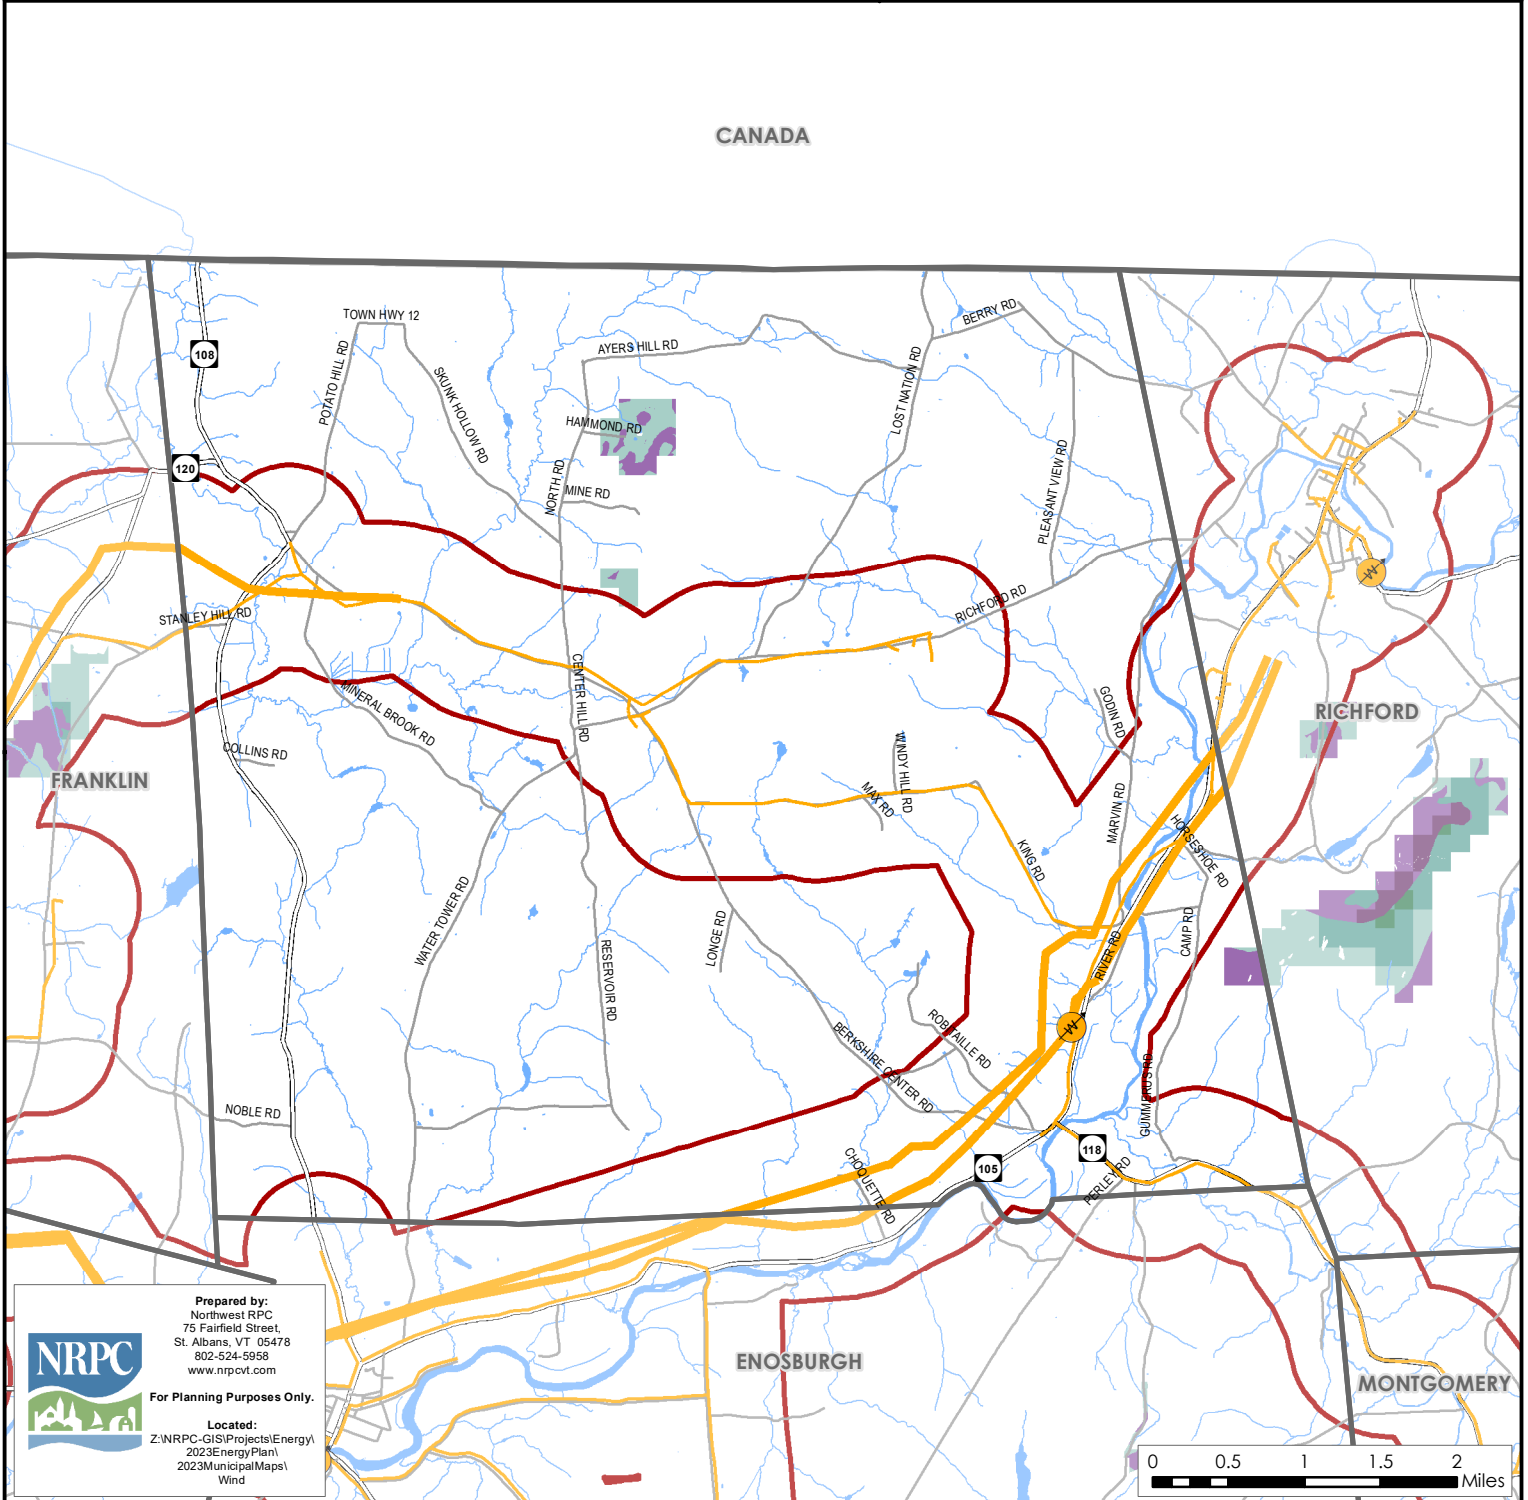 CANADA
TOWN HWY 12
BERRY RD
AYERS HILL RD
108
POTATO HILL RD
SKUNK HOLLOW RD
LOST NATION RD
HAMMOND RD
120
NORTH RD
MINE RD
PLEASANT VIEW RD
W
STANLEY HILL RD
RICHFORD RD
CENTER HILL RD
MINERAL BROOK RD
GODIN RD
RICHFORD
COLLINS RD
WINDY HILL RD
FRANKLIN
MAX RD
MARVIN RD
HORSESHOE RD
KING RD
WATER TOWER RD
LONGE RD
CAMP RD
RESERVOIR RD
RIVER RD
W
ROBITAILLE RD
BERKSHIRE CENTER RD
GUMMERUS RD
NOBLE RD
118
105
CHOQUETTE RD
PERLEY RD
ENOSBURGH
MONTGOMERY
NRPC
Prepared by:
Northwest RPC
75 Fairfield Street,
St. Albans, VT 05478
802-524-5958
www.nrpcvt.com
For Planning Purposes Only.
Located:
Z:\NRPC-GIS\Projects\Energy\
2023EnergyPlan\
2023MunicipalMaps\
Wind
0 0.5 1 1.5 2
Miles